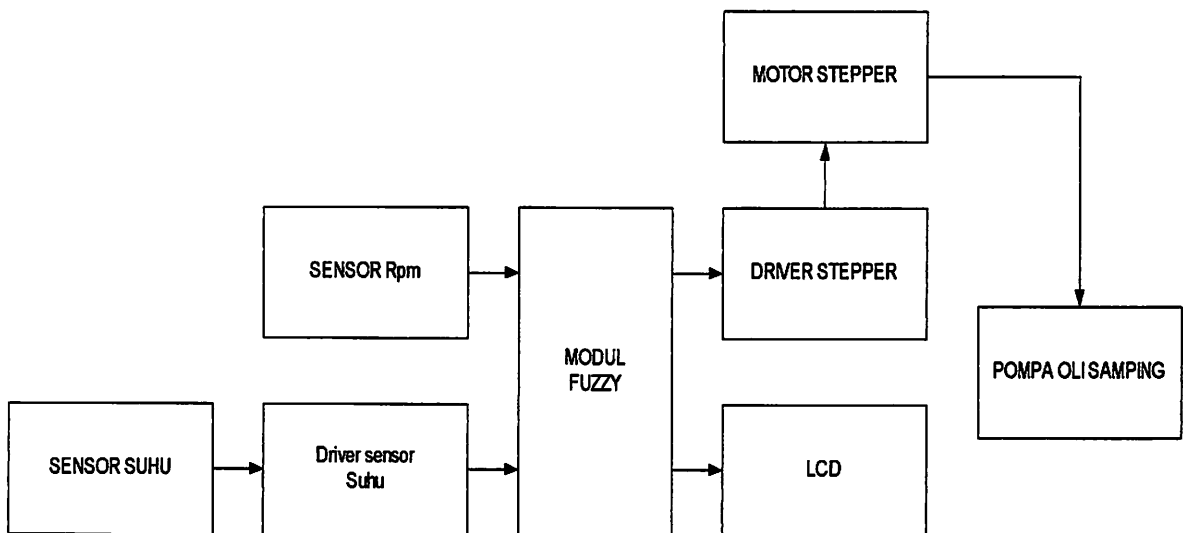 MOTOR STEPPER
SENSOR Rpm
DRIVER STEPPER
MODUL
FUZZY
POMPA OLI SAMPING
SENSOR SUHU
Driver sensor
Suhu
LCD